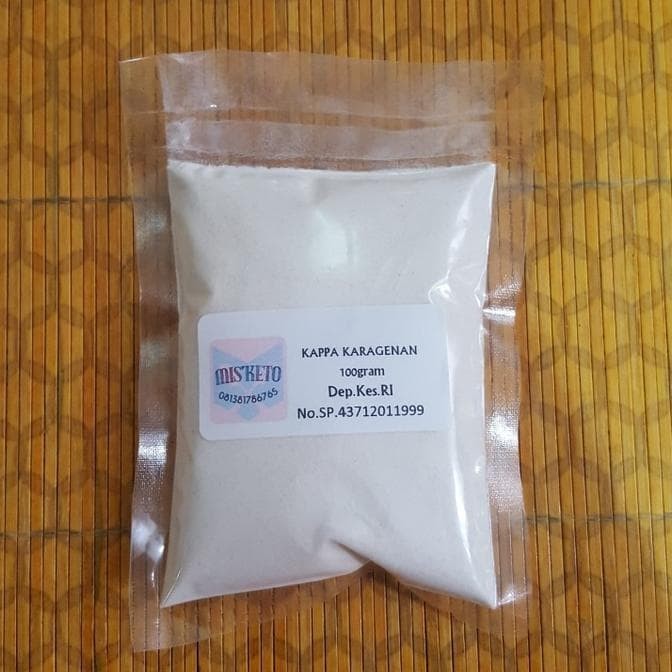 MIS'KETO
081381786765
KAPPA KARAGENAN
100gram
Dep.Kes.RI
No.SP.43712011999